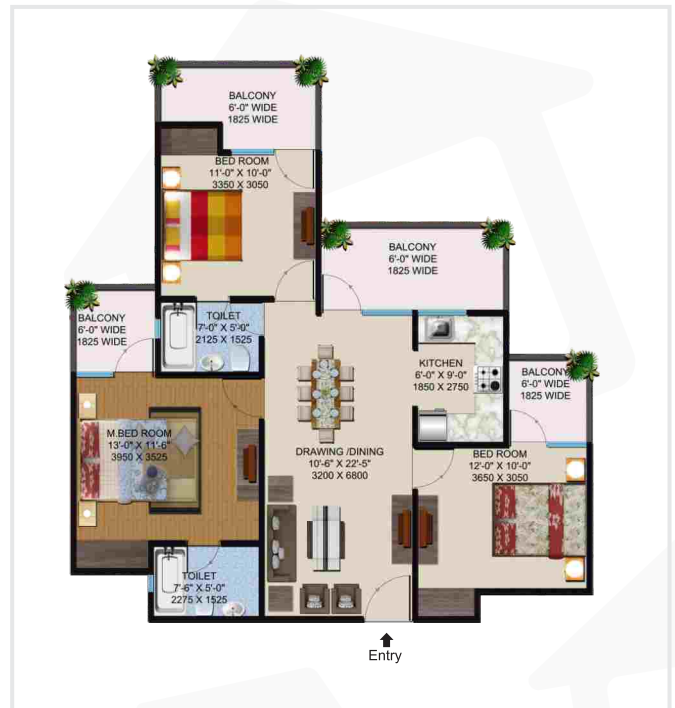 BALCONY
6'-0" WIDE
1825 WIDE
BED ROOM
11'-0" X 10'-0"
3350 X 3050
BALCONY
6'-0" WIDE
1825 WIDE
BALCONY
6'-0" WIDE
1825 WIDE
TOILET
7'-0" X 5'-0"
2125 X 1525
KITCHEN
6'-0" X 9'-0"
1850 X 2750
BALCONY
6'-0" WIDE
1825 WIDE
M.BED ROOM
13'-0" X 11'-6"
3950 X 3525
DRAWING /DINING
10'-6" X 22'-5"
3200 X 6800
BED ROOM
12'-0" X 10'-0"
3650 X 3050
TOILET
7'-6" X 5'-0"
2275 X 1525
Entry